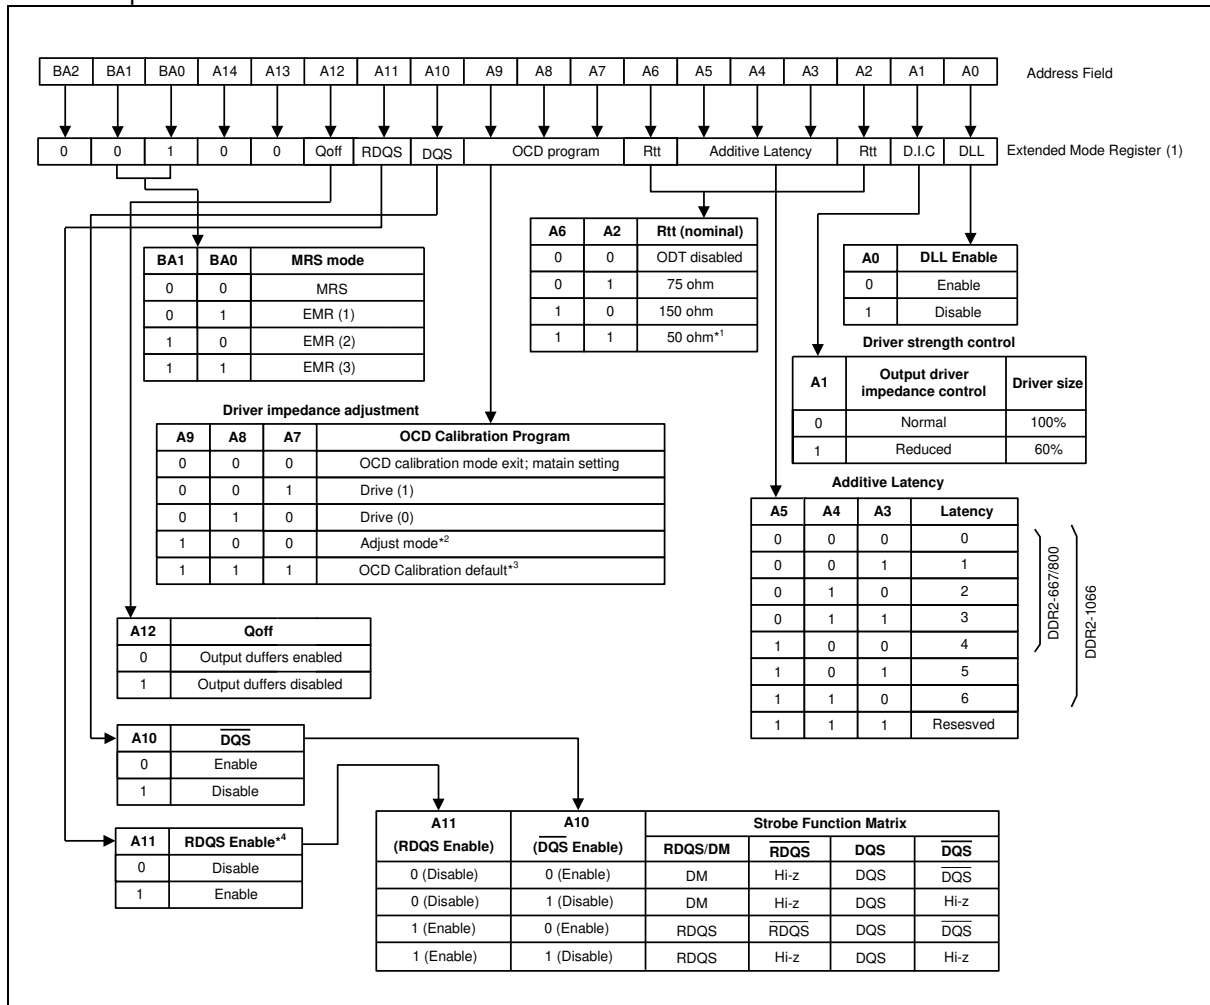 BA2 BA1 BA0 A14 A13 A12 A11 A10 A9 A8 A7 A6 A5 A4 A3 A2 A1 A0 Address Field
0 0 1 0 0 Qoff RDQS DQS OCD program Rtt Additive Latency Rtt D.I.C DLL Extended Mode Register (1)
BA1 BA0 MRS mode
0 0 MRS
0 1 EMR (1)
1 0 EMR (2)
1 1 EMR (3)
A6 A2 Rtt (nominal)
0 0 ODT disabled
0 1 75 ohm
1 0 150 ohm
1 1 50 ohm*1
A0 DLL Enable
0 Enable
1 Disable
Driver strength control
A1 Output driver impedance control Driver size
0 Normal 100%
1 Reduced 60%
Driver impedance adjustment
A9 A8 A7 OCD Calibration Program
0 0 0 OCD calibration mode exit; matain setting
0 0 1 Drive (1)
0 1 0 Drive (0)
1 0 0 Adjust mode*2
1 1 1 OCD Calibration default*3
Additive Latency
A5 A4 A3 Latency
0 0 0 0
0 0 1 1
0 1 0 2
0 1 1 3
1 0 0 4
1 0 1 5
1 1 0 6
1 1 1 Resesved
DDR2-667/800
DDR2-1066
A12 Qoff
0 Output duffers enabled
1 Output duffers disabled
A10 D̅Q̅S̅
0 Enable
1 Disable
A11 RDQS Enable*4
0 Disable
1 Enable
A11 (RDQS Enable) A10 (D̅Q̅S̅ Enable) Strobe Function Matrix
RDQS/DM R̅D̅Q̅S̅ DQS D̅Q̅S̅
0 (Disable) 0 (Enable) DM Hi-z DQS D̅Q̅S̅
0 (Disable) 1 (Disable) DM Hi-z DQS Hi-z
1 (Enable) 0 (Enable) RDQS R̅D̅Q̅S̅ DQS D̅Q̅S̅
1 (Enable) 1 (Disable) RDQS Hi-z DQS Hi-z